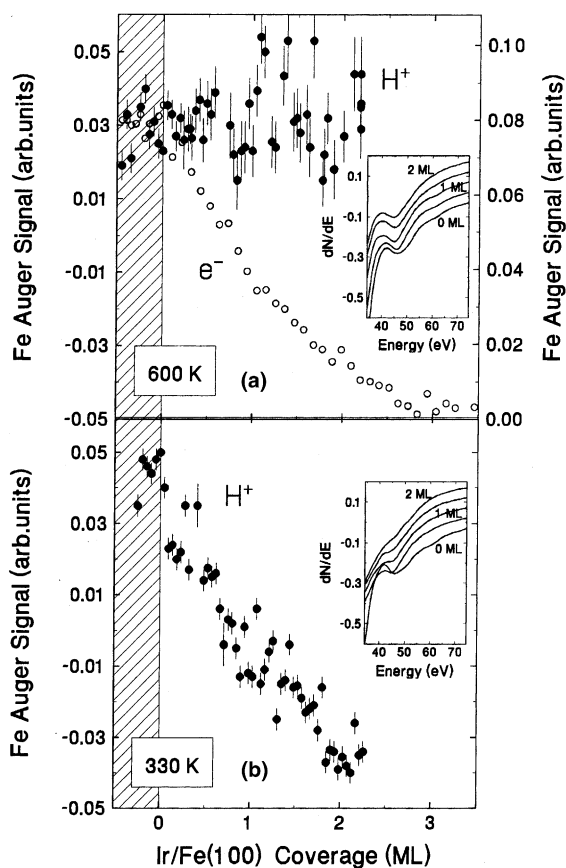 Fe Auger Signal (arb.units)
0.05
0.03
0.01
-0.01
-0.03
-0.05
H+
e−
600 K
(a)
0.10
0.08
0.06
0.04
0.02
0.00
Fe Auger Signal (arb.units)
dN/dE
0.1
-0.1
-0.3
-0.5
2 ML
1 ML
0 ML
40 50 60 70
Energy (eV)
Fe Auger Signal (arb.units)
0.05
0.03
0.01
-0.01
-0.03
-0.05
H+
330 K
(b)
dN/dE
0.1
-0.1
-0.3
-0.5
2 ML
1 ML
0 ML
40 50 60 70
Energy (eV)
0 1 2 3
Ir/Fe(100) Coverage (ML)